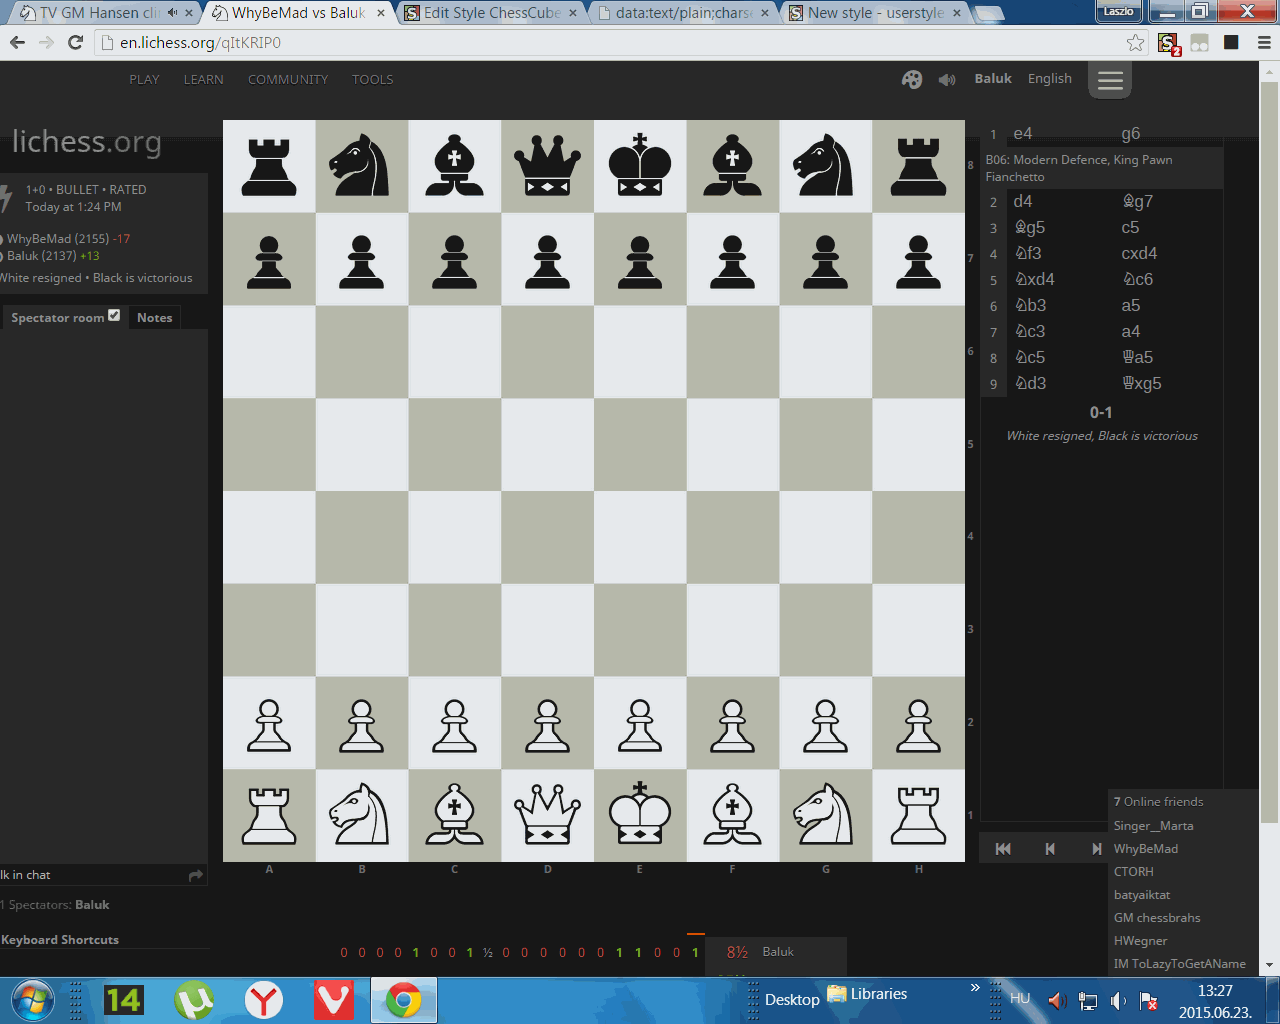 TV GM Hansen cli
WhyBeMad vs Baluk
Edit Style ChessCube
data:text/plain;charse
New style - userstyle
Laszlo
en.lichess.org/qItKRIP0
2
PLAY LEARN COMMUNITY TOOLS
Baluk English
lichess.org
1+0 • BULLET • RATED
Today at 1:24 PM
WhyBeMad (2155) -17
Baluk (2137) +13
White resigned • Black is victorious
Spectator room Notes
lk in chat
1 Spectators: Baluk
Keyboard Shortcuts
8
7
6
5
4
3
2
1
A B C D E F G H
1 e4 g6
B06: Modern Defence, King Pawn
Fianchetto
2 d4 ♗g7
3 ♗g5 c5
4 ♘f3 cxd4
5 ♘xd4 ♘c6
6 ♘b3 a5
7 ♘c3 a4
8 ♘c5 ♕a5
9 ♘d3 ♕xg5
0-1
White resigned, Black is victorious
7 Online friends
Singer__Marta
WhyBeMad
CTORH
batyaiktat
GM chessbrahs
HWegner
IM ToLazyToGetAName
0 0 0 0 1 0 0 1 ½ 0 0 0 0 0 0 1 1 0 0 1 8½ Baluk
14
Desktop
Libraries
»
HU
13:27
2015.06.23.